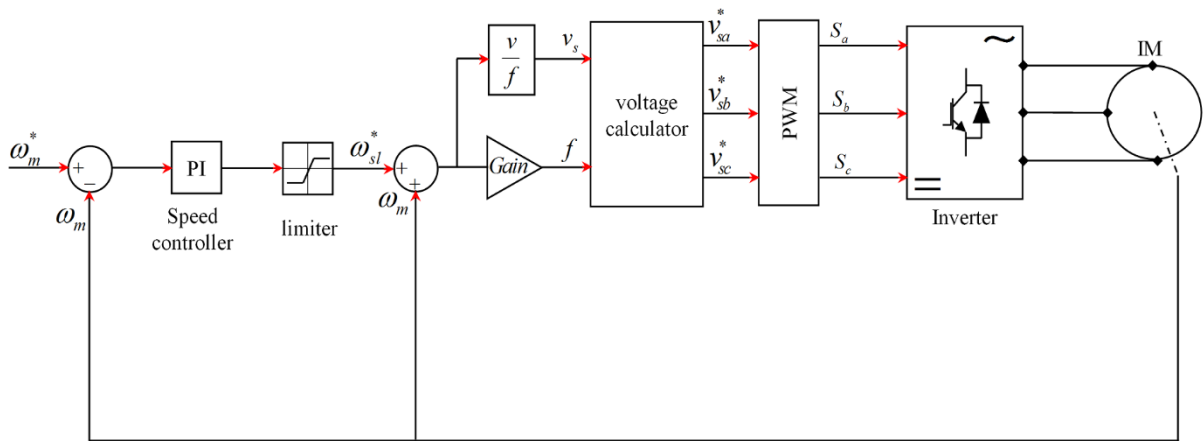 ω*m
+
−
ωm
PI
Speed
controller
limiter
ω*sl
+
+
ωm
v
f
vs
Gain
f
voltage
calculator
v*sa
v*sb
v*sc
PWM
Sa
Sb
Sc
~
=
Inverter
IM